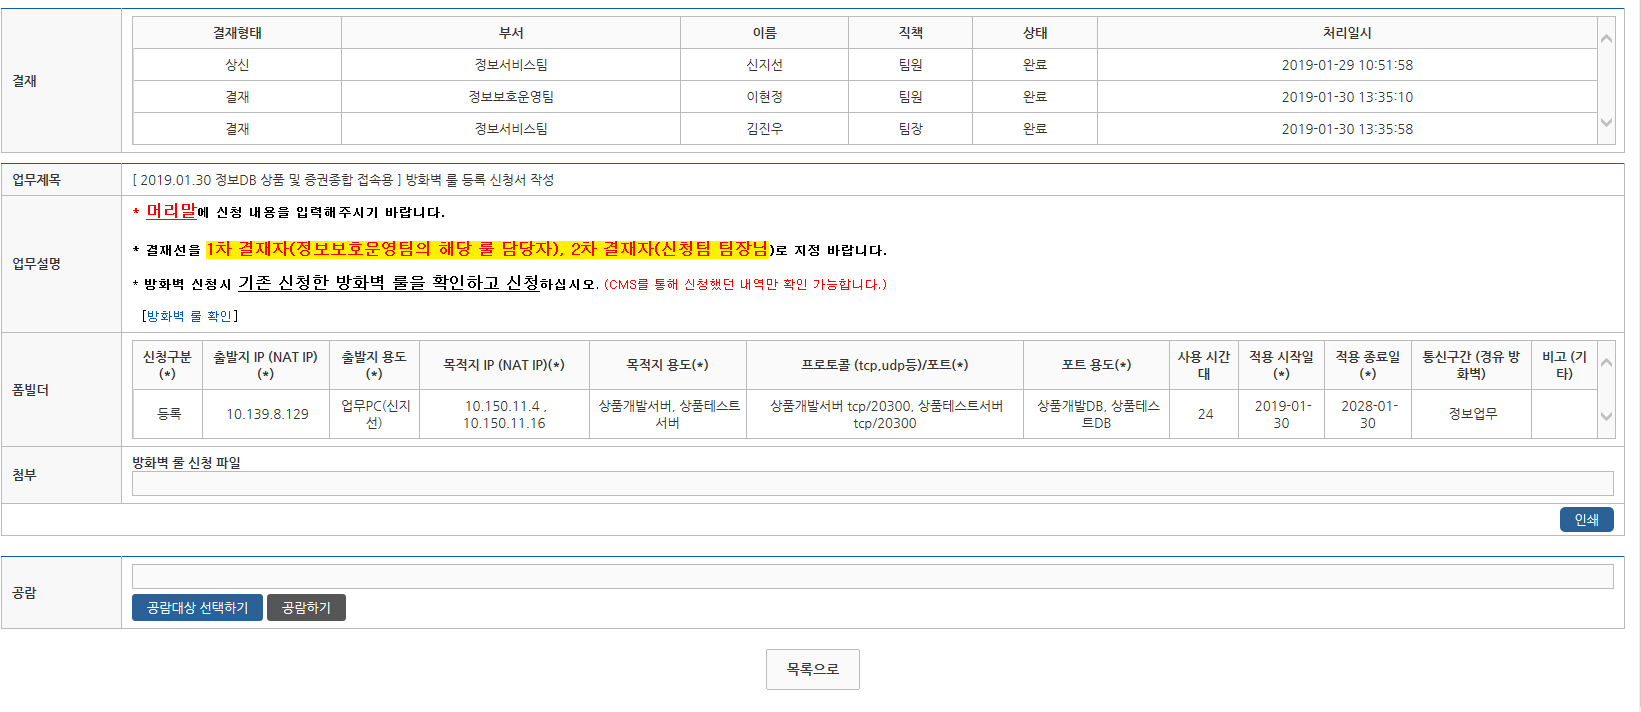 결재
결재형태 부서 이름 직책 상태 처리일시
상신 정보서비스팀 신지선 팀원 완료 2019-01-29 10:51:58
결재 정보보호운영팀 이현정 팀원 완료 2019-01-30 13:35:10
결재 정보서비스팀 김진우 팀장 완료 2019-01-30 13:35:58
업무제목 [ 2019.01.30 정보DB 상품 및 증권종합 접속용 ] 방화벽 룰 등록 신청서 작성
업무설명
* 머리말에 신청 내용을 입력해주시기 바랍니다.
* 결재선을 1차 결재자(정보보호운영팀의 해당 룰 담당자), 2차 결재자(신청팀 팀장님)로 지정 바랍니다.
* 방화벽 신청시 기존 신청한 방화벽 룰을 확인하고 신청하십시오. (CMS를 통해 신청했던 내역만 확인 가능합니다.)
[방화벽 룰 확인]
폼빌더
신청구분(*) 출발지 IP (NAT IP)(*) 출발지 용도(*) 목적지 IP (NAT IP)(*) 목적지 용도(*) 프로토콜 (tcp,udp등)/포트(*) 포트 용도(*) 사용 시간대 적용 시작일(*) 적용 종료일(*) 통신구간 (경유 방화벽) 비고 (기타)
등록 10.139.8.129 업무PC(신지선) 10.150.11.4 , 10.150.11.16 상품개발서버, 상품테스트서버 상품개발서버 tcp/20300, 상품테스트서버 tcp/20300 상품개발DB, 상품테스트DB 24 2019-01-30 2028-01-30 정보업무
첨부
방화벽 룰 신청 파일
인쇄
공람
공람대상 선택하기 공람하기
목록으로